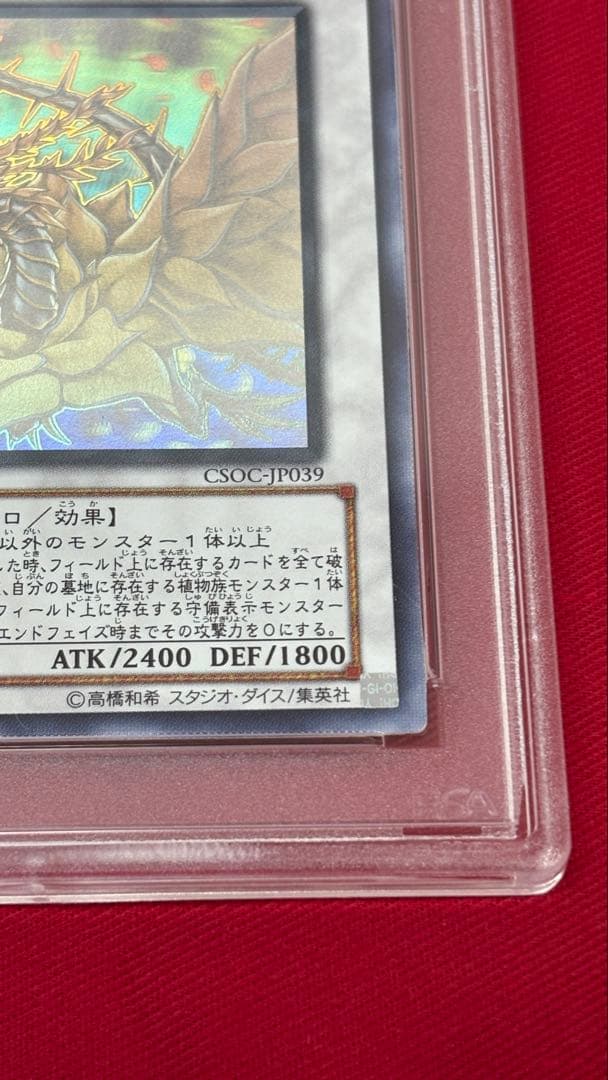 CSOC-JP039
ロ／効果】
以外のモンスター１体以上
した時、フィールド上に存在するカードを全て破
、自分の墓地に存在する植物族モンスター１体
フィールド上に存在する守備表示モンスター
エンドフェイズ時までその攻撃力を０にする。
ATK/2400 DEF/1800
©高橋和希 スタジオ・ダイス/集英社